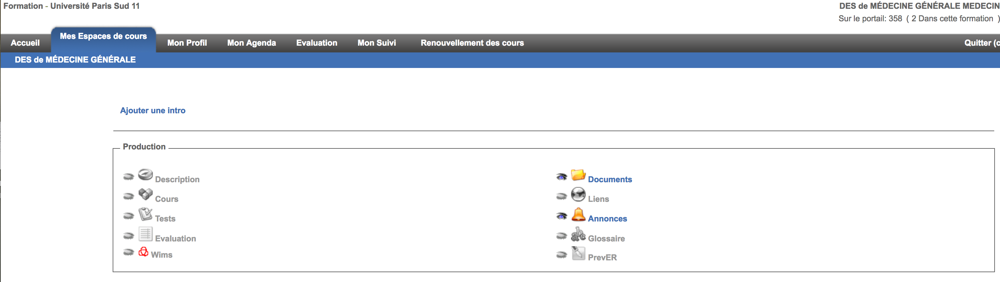 Formation - Université Paris Sud 11
DES de MÉDECINE GÉNÉRALE MEDECIN
Sur le portail: 358 ( 2 Dans cette formation )
Accueil Mes Espaces de cours Mon Profil Mon Agenda Evaluation Mon Suivi Renouvellement des cours Quitter (c
DES de MÉDECINE GÉNÉRALE
Ajouter une intro
Production
Description
Cours
Tests
Evaluation
Wims
Documents
Liens
Annonces
abc Glossaire
PrevER